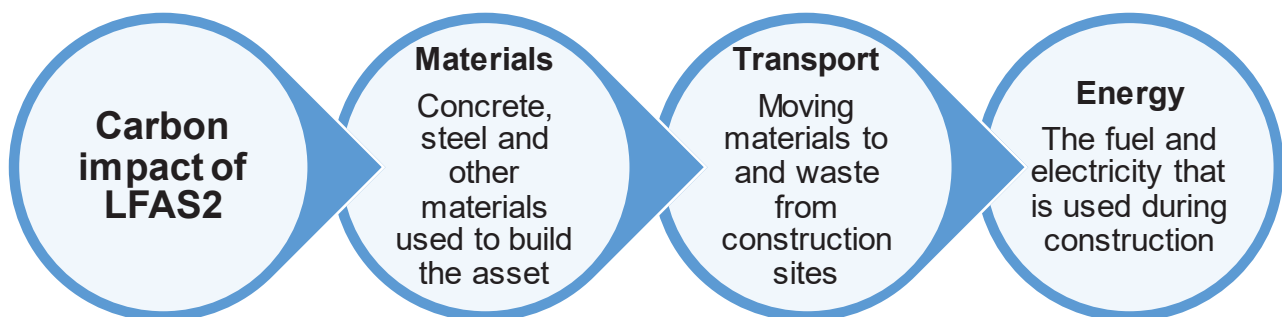 Carbon
impact of
LFAS2
Materials
Concrete,
steel and
other
materials
used to build
the asset
Transport
Moving
materials to
and waste
from
construction
sites
Energy
The fuel and
electricity that
is used during
construction